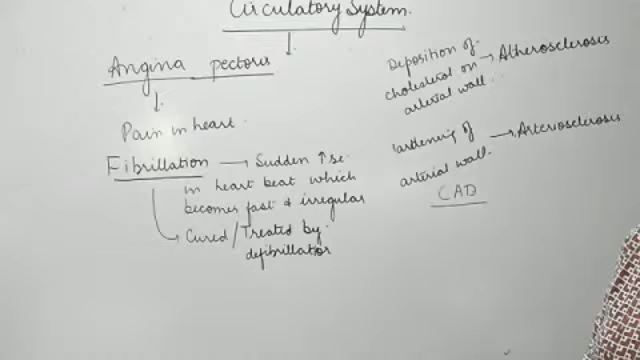 Circulatory System.
Angina pectoris
Pain in heart.
Fibrillation → Sudden ↑se.
in heart beat which
becomes fast & irregular
Cured/Treated by
defibrillator
Deposition of
cholesterol on → Atherosclerosis
arterial wall.
Hardening of → Arteriosclerosis
arterial wall.
CAD